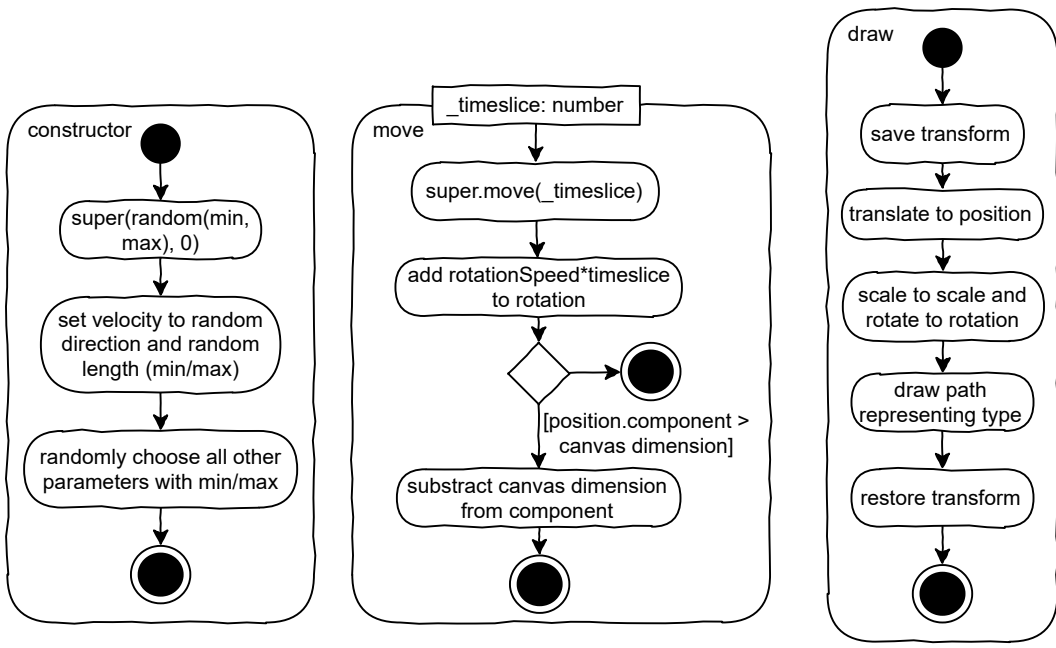 constructor
super(random(min,
max), 0)
set velocity to random
direction and random
length (min/max)
randomly choose all other
parameters with min/max
_timeslice: number
move
super.move(_timeslice)
add rotationSpeed*timeslice
to rotation
[position.component >
canvas dimension]
substract canvas dimension
from component
draw
save transform
translate to position
scale to scale and
rotate to rotation
draw path
representing type
restore transform